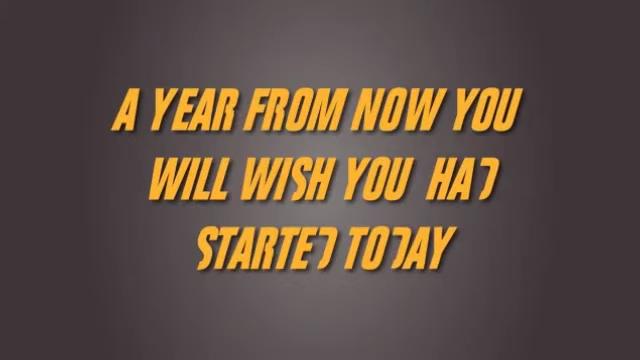 A YEAR FROM NOW YOU
WILL WISH YOU HAD
STARTED TODAY